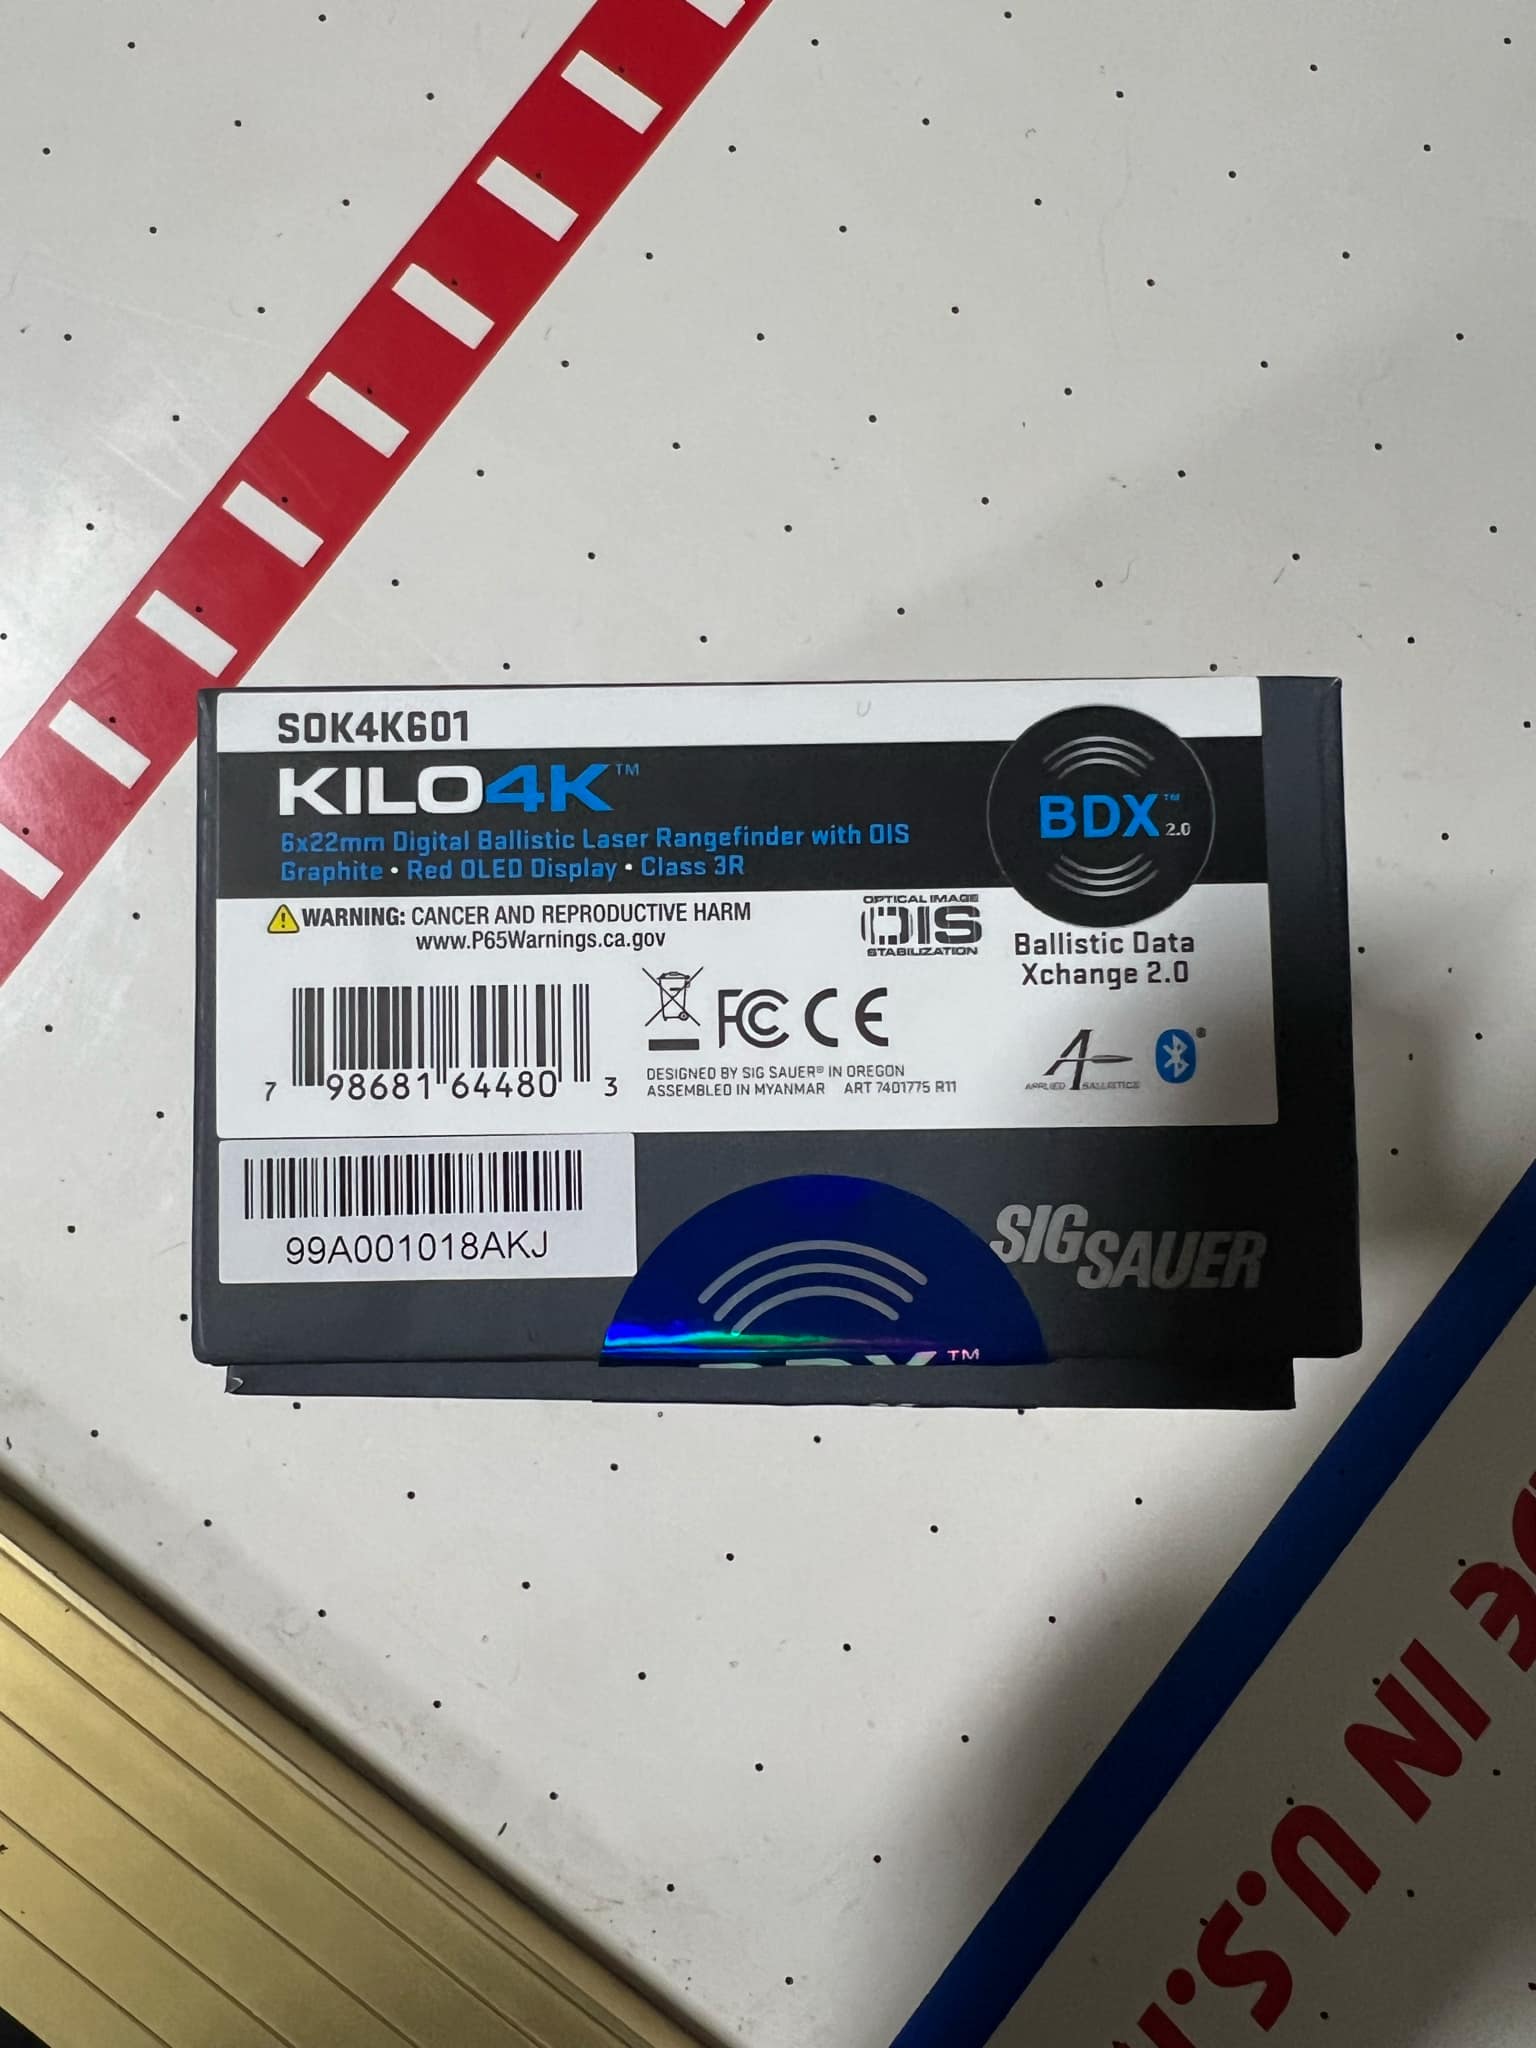 SOK4K601
KILO4K™
6x22mm Digital Ballistic Laser Rangefinder with OIS
Graphite • Red OLED Display • Class 3R
BDX™ 2.0
WARNING: CANCER AND REPRODUCTIVE HARM
www.P65Warnings.ca.gov
OPTICAL IMAGE
OIS
STABILIZATION
Ballistic Data
Xchange 2.0
7 98681 64480 3
FC CE
DESIGNED BY SIG SAUER® IN OREGON
ASSEMBLED IN MYANMAR ART 7401775 R11
APPLIED BALLISTICS
®
99A001018AKJ
SIG SAUER
BDX™
IN U.S.